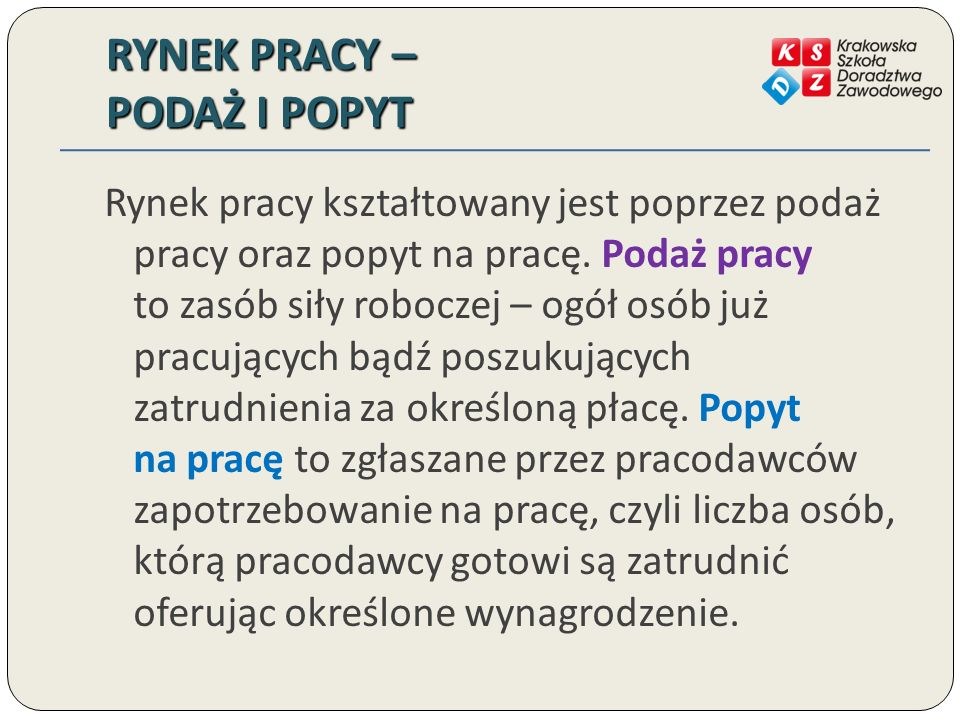 RYNEK PRACY –
PODAŻ I POPYT
K S
D Z
Krakowska
Szkoła
Doradztwa
Zawodowego
Rynek pracy kształtowany jest poprzez podaż
pracy oraz popyt na pracę. Podaż pracy
to zasób siły roboczej – ogół osób już
pracujących bądź poszukujących
zatrudnienia za określoną płacę. Popyt
na pracę to zgłaszane przez pracodawców
zapotrzebowanie na pracę, czyli liczba osób,
którą pracodawcy gotowi są zatrudnić
oferując określone wynagrodzenie.